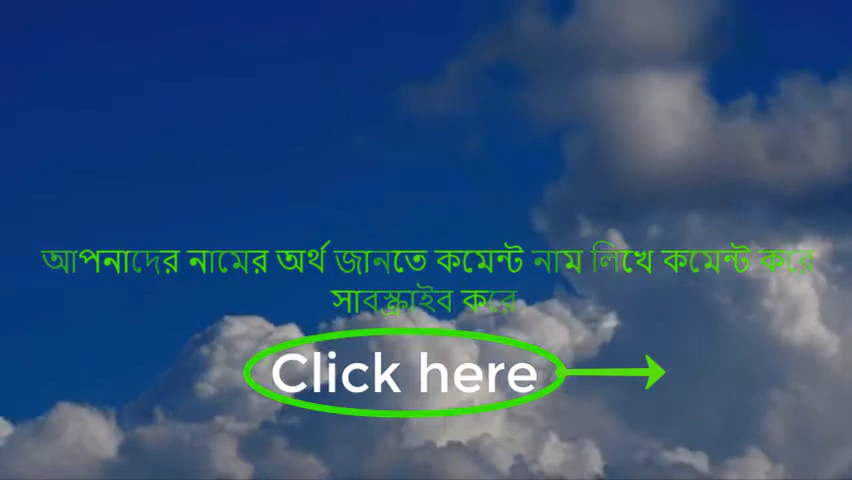 আপনাদের নামের অর্থ জানতে কমেন্ট নাম লিখে কমেন্ট করে
সাবস্ক্রাইব করে
Click here